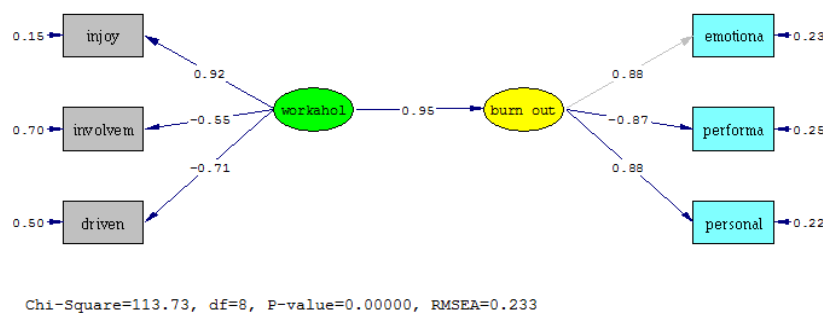 0.15 injoy emotiona 0.23
0.92 0.88
workahol 0.95 burn out
0.70 involvem -0.55 -0.87 performa 0.25
-0.71 0.88
0.50 driven personal 0.22
Chi-Square=113.73, df=8, P-value=0.00000, RMSEA=0.233